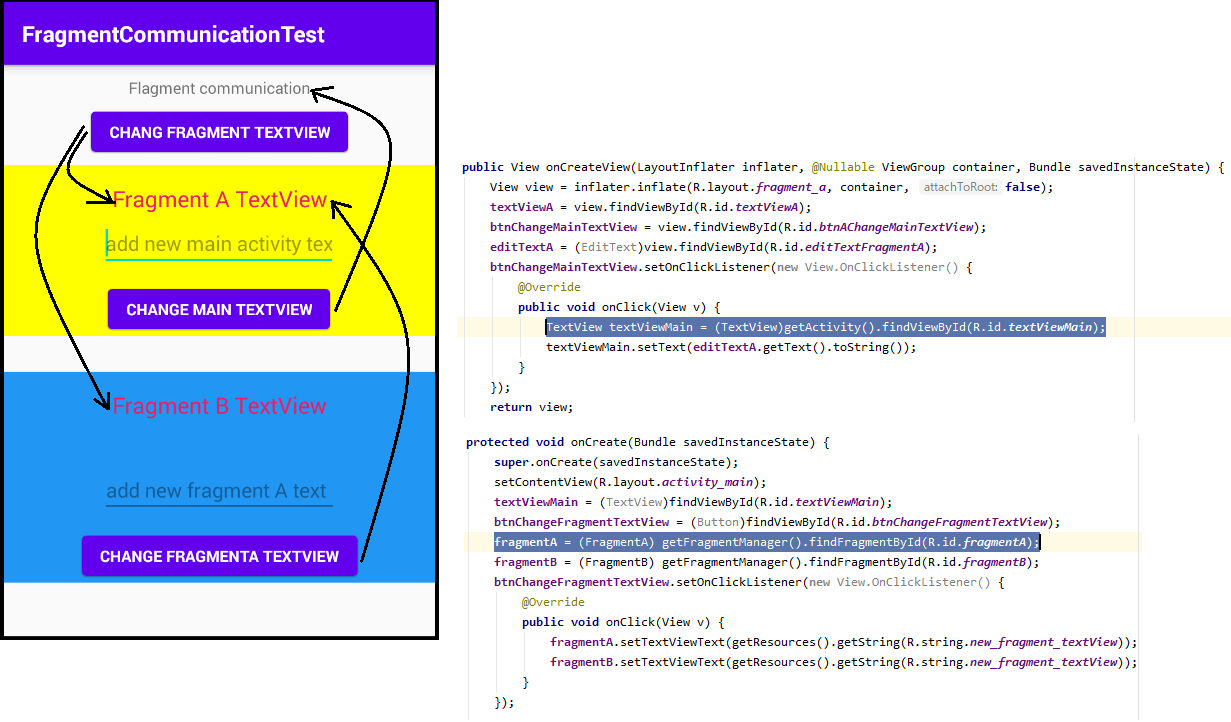 FragmentCommunicationTest
Flagment communication
CHANG FRAGMENT TEXTVIEW
Fragment A TextView
add new main activity tex
CHANGE MAIN TEXTVIEW
Fragment B TextView
add new fragment A text
CHANGE FRAGMENTA TEXTVIEW
public View onCreateView(LayoutInflater inflater, @Nullable ViewGroup container, Bundle savedInstanceState) {
View view = inflater.inflate(R.layout.fragment_a, container, attachToRoot: false);
textViewA = view.findViewById(R.id.textViewA);
btnChangeMainTextView = view.findViewById(R.id.btnAChangeMainTextView);
editTextA = (EditText)view.findViewById(R.id.editTextFragmentA);
btnChangeMainTextView.setOnClickListener(new View.OnClickListener() {
@Override
public void onClick(View v) {
TextView textViewMain = (TextView)getActivity().findViewById(R.id.textViewMain);
textViewMain.setText(editTextA.getText().toString());
}
});
return view;
protected void onCreate(Bundle savedInstanceState) {
super.onCreate(savedInstanceState);
setContentView(R.layout.activity_main);
textViewMain = (TextView)findViewById(R.id.textViewMain);
btnChangeFragmentTextView = (Button)findViewById(R.id.btnChangeFragmentTextView);
fragmentA = (FragmentA) getFragmentManager().findFragmentById(R.id.fragmentA);
fragmentB = (FragmentB) getFragmentManager().findFragmentById(R.id.fragmentB);
btnChangeFragmentTextView.setOnClickListener(new View.OnClickListener() {
@Override
public void onClick(View v) {
fragmentA.setTextViewText(getResources().getString(R.string.new_fragment_textView));
fragmentB.setTextViewText(getResources().getString(R.string.new_fragment_textView));
}
});